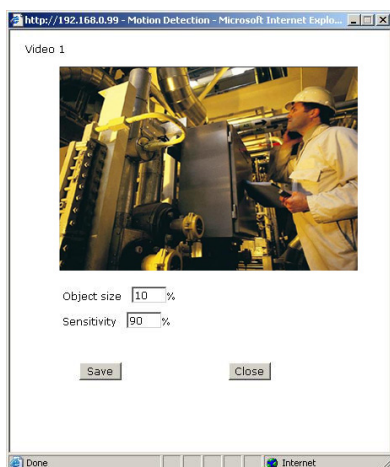 http://192.168.0.99 - Motion Detection - Microsoft Internet Explo...
Video 1
Object size 10 %
Sensitivity 90 %
Save Close
Done Internet